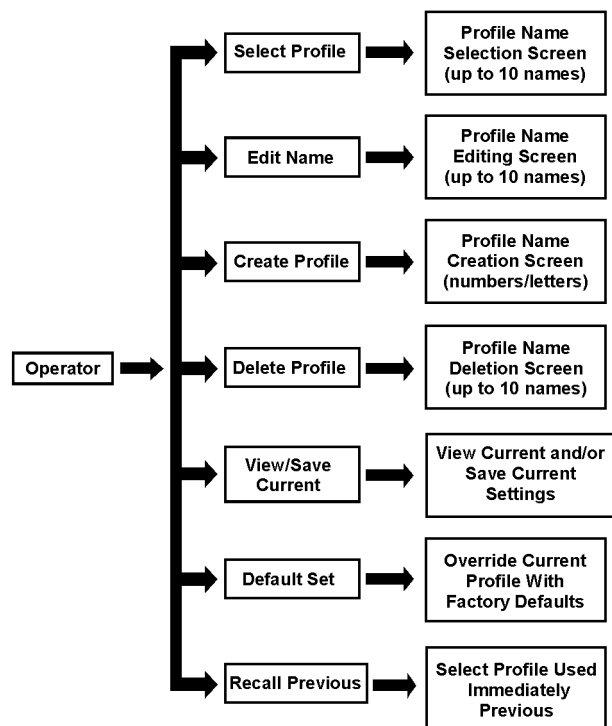 Operator
Select Profile
Profile Name
Selection Screen
(up to 10 names)
Edit Name
Profile Name
Editing Screen
(up to 10 names)
Create Profile
Profile Name
Creation Screen
(numbers/letters)
Delete Profile
Profile Name
Deletion Screen
(up to 10 names)
View/Save
Current
View Current and/or
Save Current
Settings
Default Set
Override Current
Profile With
Factory Defaults
Recall Previous
Select Profile Used
Immediately
Previous